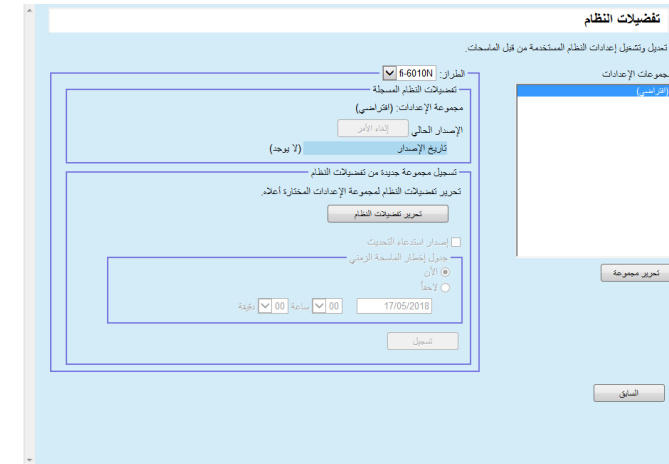 تفضيلات النظام
تعديل وتشغيل إعدادات النظام المستخدمة من قبل الماسحات.
مجموعات الإعدادات
(افتراضي)
تحرير مجموعة
السابق
الطراز: fi-6010N
تفضيلات النظام المسجلة
مجموعة الإعدادات: (افتراضي)
الإصدار الحالي إلغاء الأمر
تاريخ الإصدار (لا يوجد)
تسجيل مجموعة جديدة من تفضيلات النظام
تحرير تفضيلات النظام لمجموعة الإعدادات المختارة أعلاه.
تحرير تفضيلات النظام
إصدار استدعاء التحديث
جدول إخطار الماسحة الزمني
الآن
لاحقاً
17/05/2018 00 ساعة 00 دقيقة
تسجيل